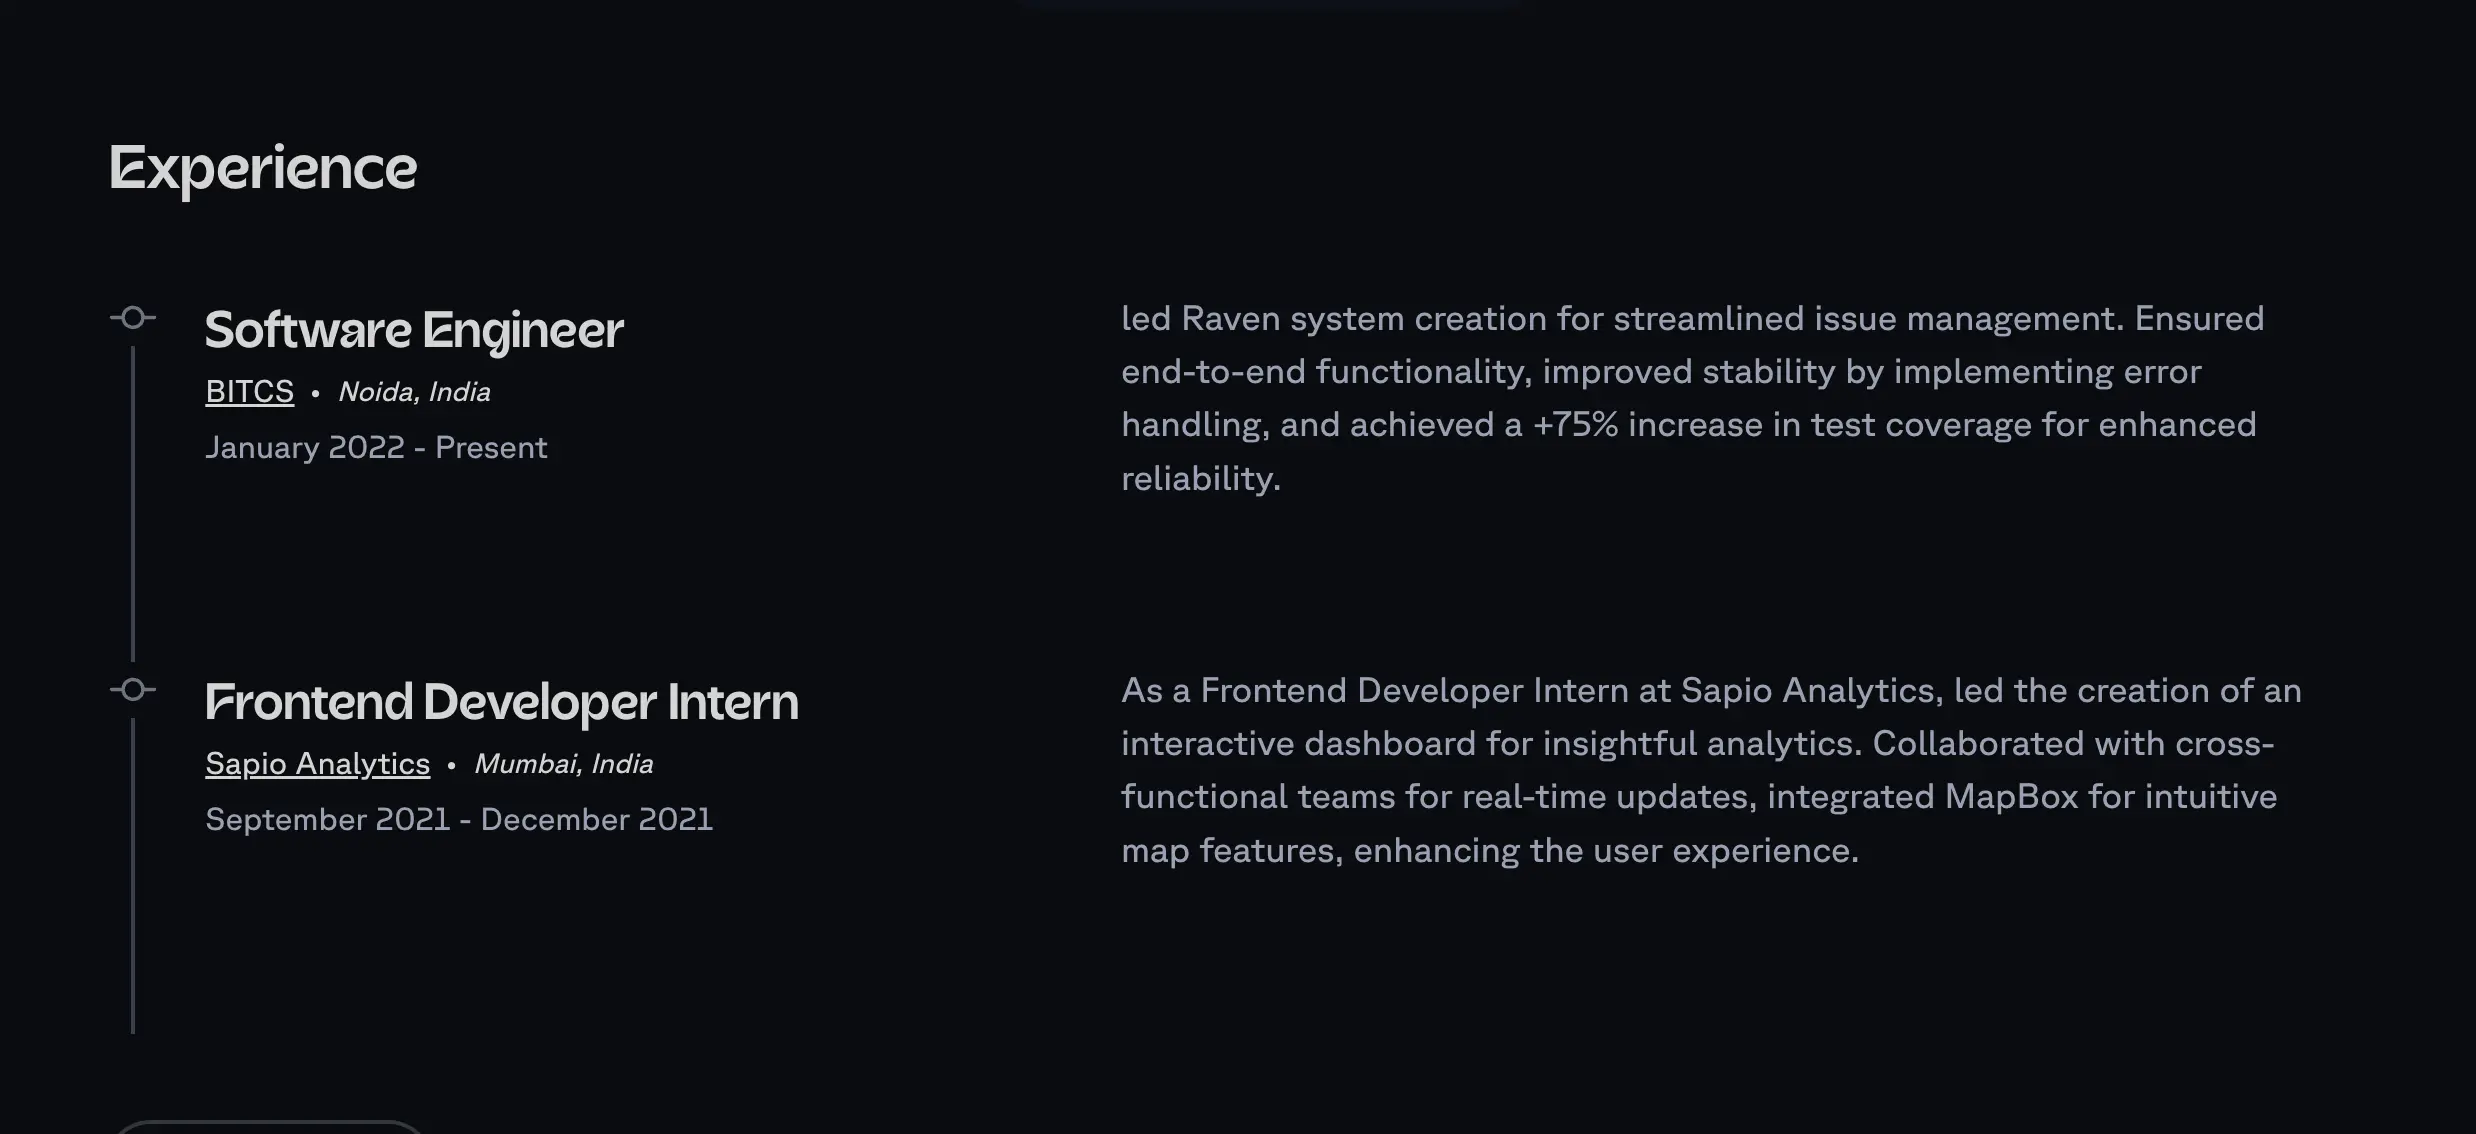 Experience
Software Engineer
BITCS • Noida, India
January 2022 - Present
led Raven system creation for streamlined issue management. Ensured
end-to-end functionality, improved stability by implementing error
handling, and achieved a +75% increase in test coverage for enhanced
reliability.
Frontend Developer Intern
Sapio Analytics • Mumbai, India
September 2021 - December 2021
As a Frontend Developer Intern at Sapio Analytics, led the creation of an
interactive dashboard for insightful analytics. Collaborated with cross-
functional teams for real-time updates, integrated MapBox for intuitive
map features, enhancing the user experience.